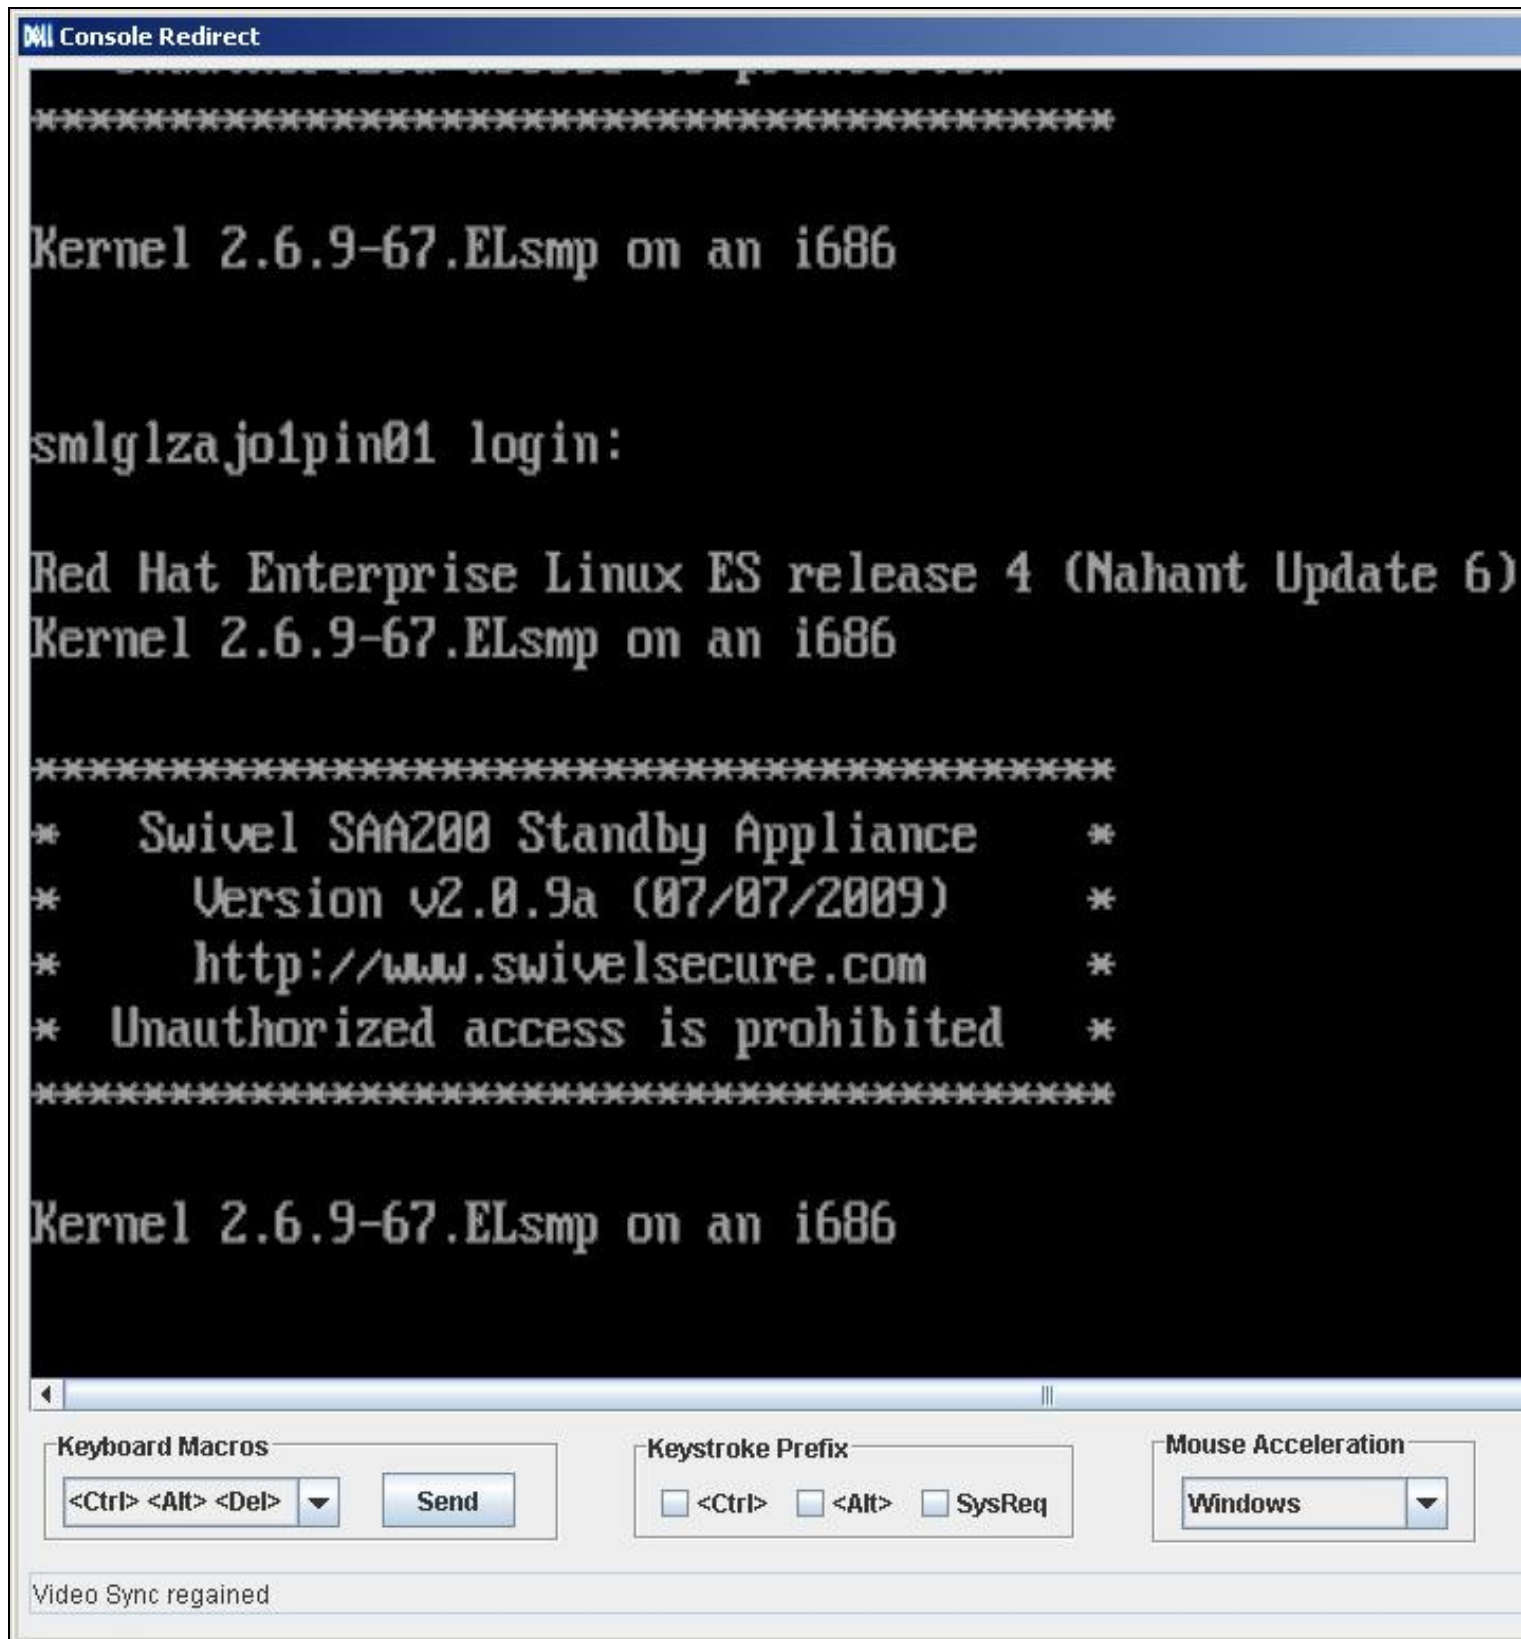 DELL Console Redirect
****************************************
Kernel 2.6.9-67.ELsmp on an i686
smlglzajo1pin01 login:
Red Hat Enterprise Linux ES release 4 (Nahant Update 6)
Kernel 2.6.9-67.ELsmp on an i686
****************************************
* Swivel SAA200 Standby Appliance *
* Version v2.0.9a (07/07/2009) *
* http://www.swivelsecure.com *
* Unauthorized access is prohibited *
****************************************
Kernel 2.6.9-67.ELsmp on an i686
Keyboard Macros
<Ctrl> <Alt> <Del>
Send
Keystroke Prefix
<Ctrl> <Alt> SysReq
Mouse Acceleration
Windows
Video Sync regained